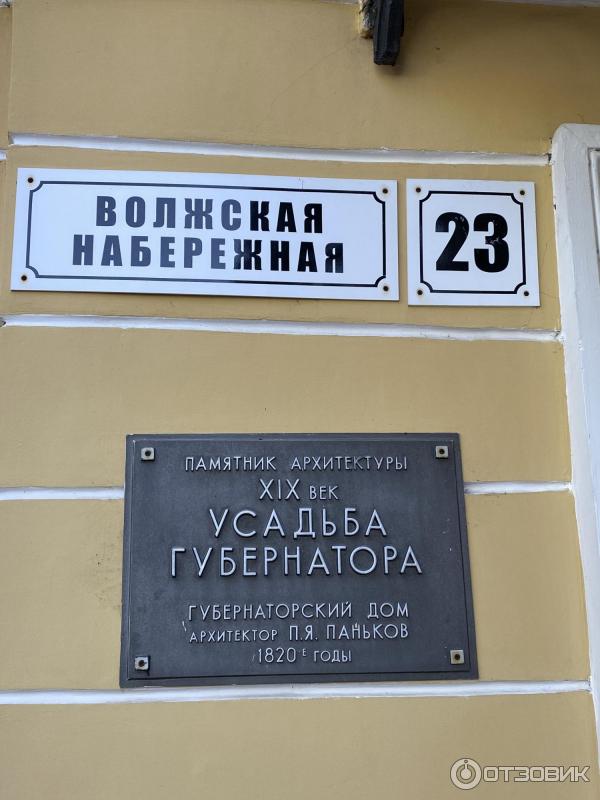 ВОЛЖСКАЯ
НАБЕРЕЖНАЯ
23
ПАМЯТНИК АРХИТЕКТУРЫ
XIX ВЕК
УСАДЬБА
ГУБЕРНАТОРА
ГУБЕРНАТОРСКИЙ ДОМ
АРХИТЕКТОР П.Я. ПАНЬКОВ
1820Е ГОДЫ
ОТЗОВИК